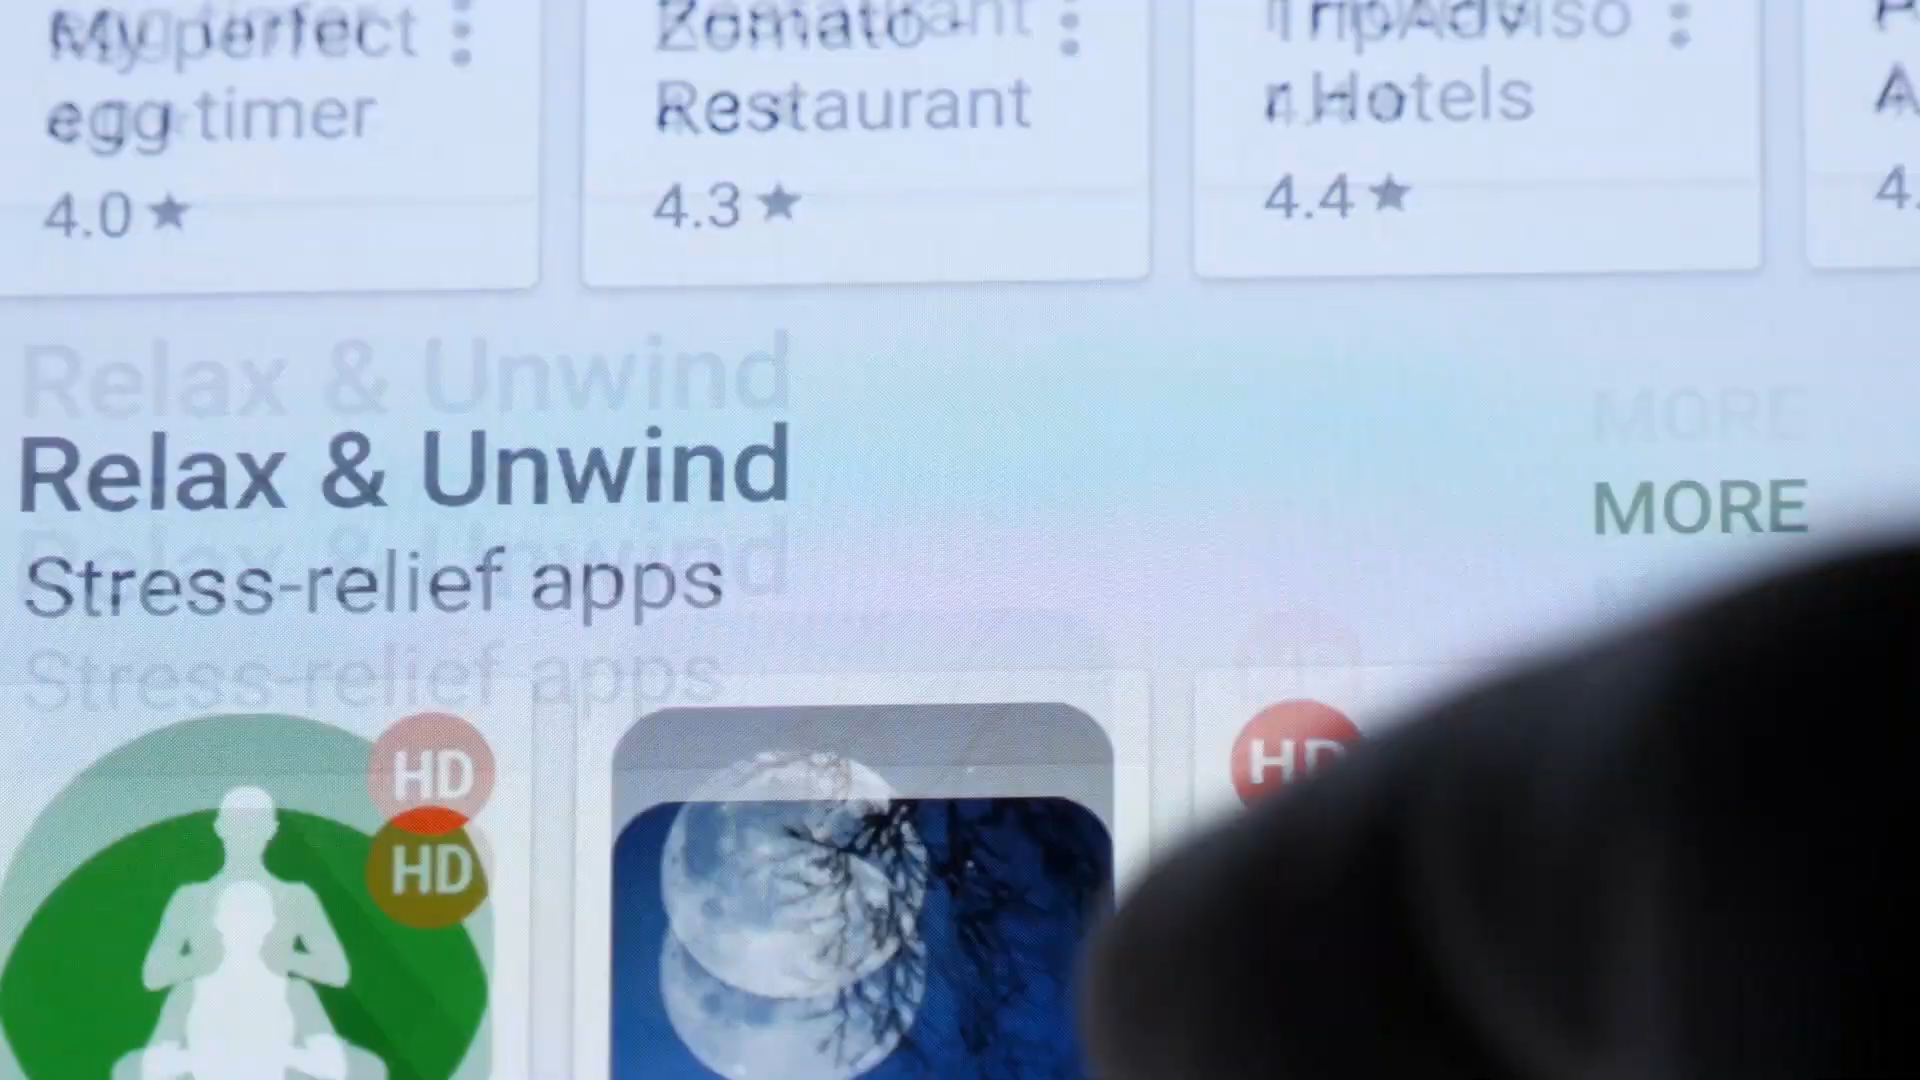 My perfect
egg timer
4.0 ★
Zomato -
Restaurant
4.3 ★
TripAdviso
r Hotels
4.4 ★
4.
A
Relax & Unwind
MORE
Stress-relief apps
HD
HD
HD